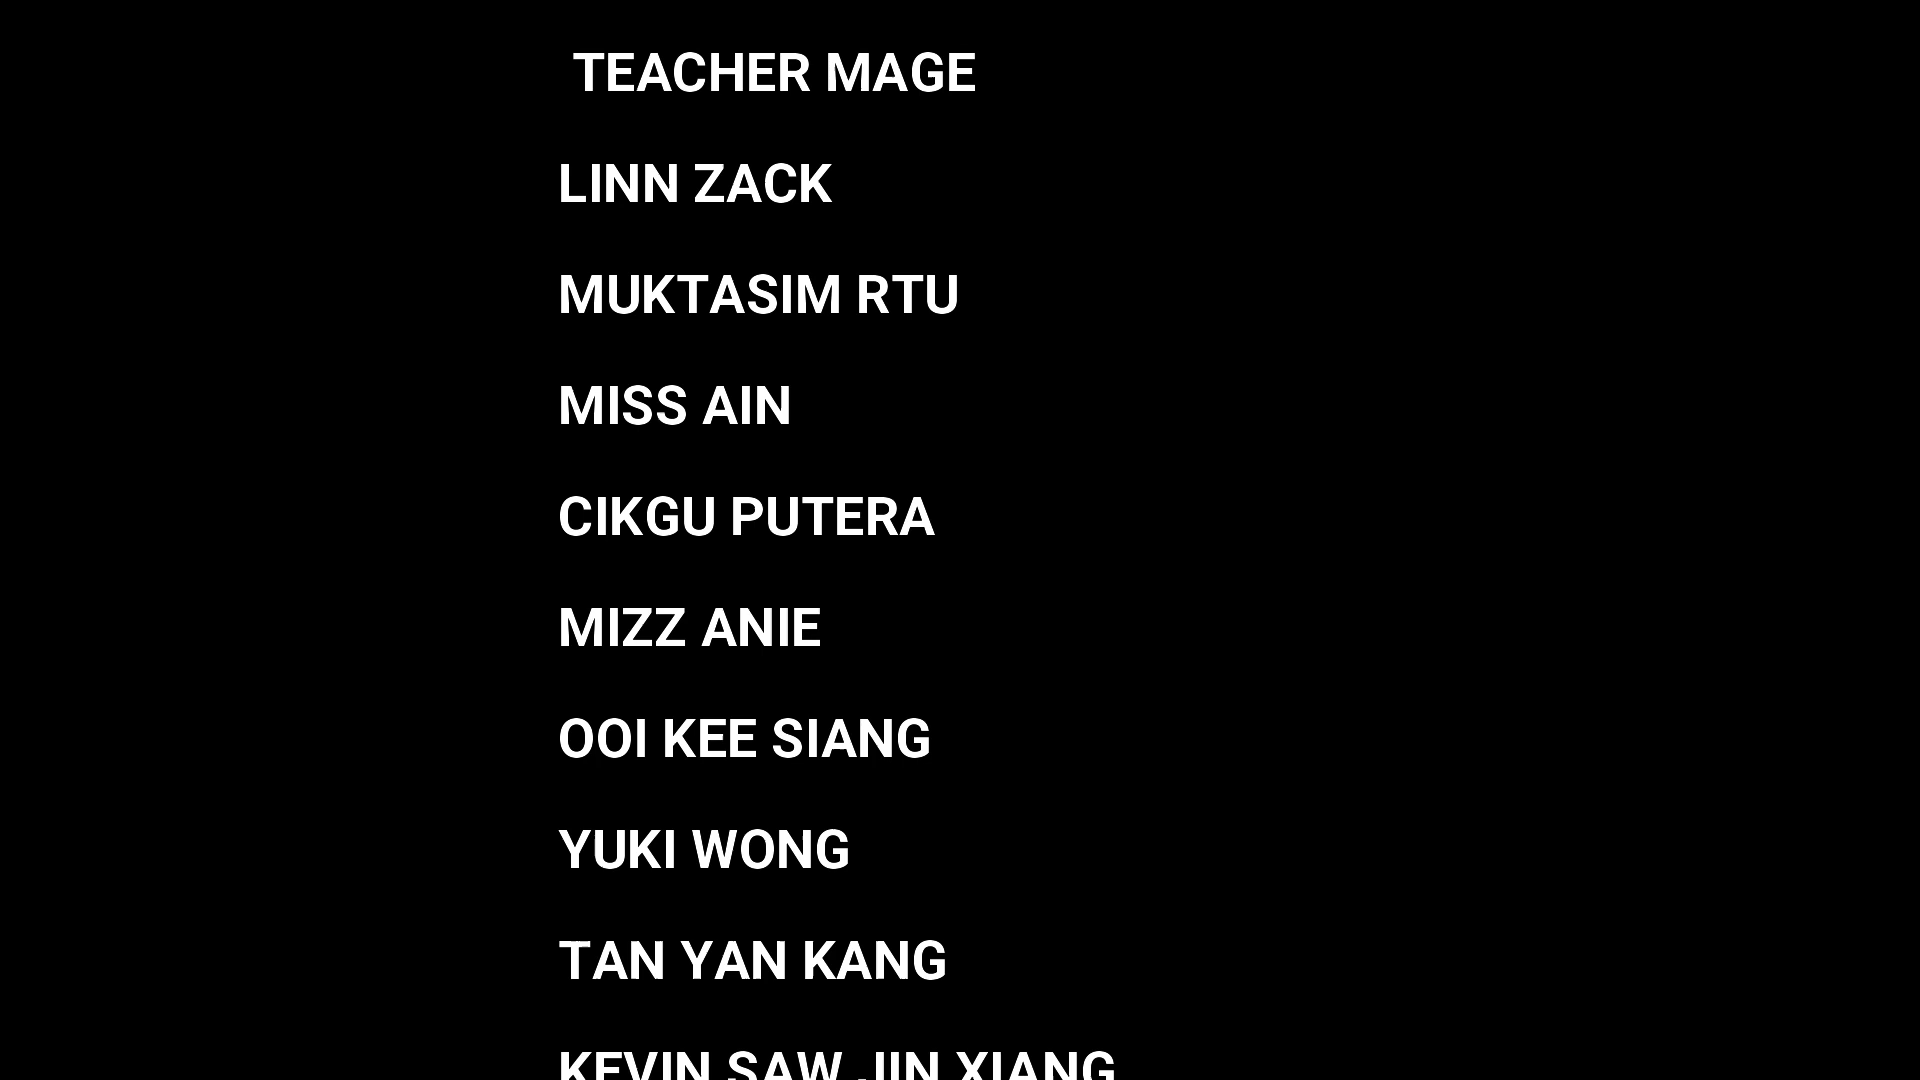 TEACHER MAGE
LINN ZACK
MUKTASIM RTU
MISS AIN
CIKGU PUTERA
MIZZ ANIE
OOI KEE SIANG
YUKI WONG
TAN YAN KANG
KEVIN SAW JIN XIANG